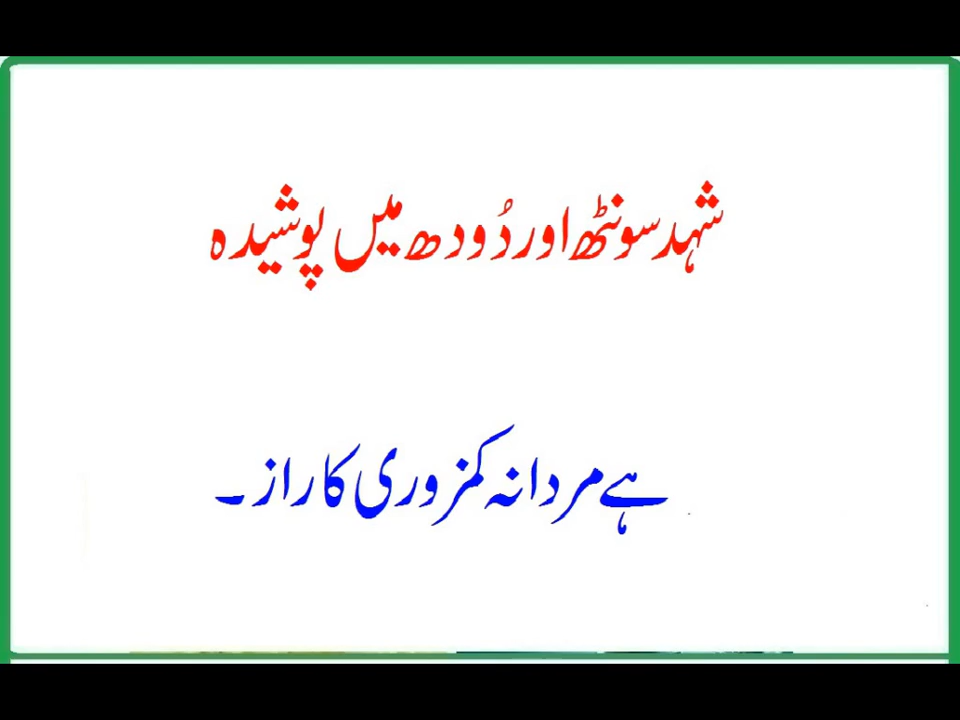 شہد سونٹھ اور دُودھ میں پوشیدہ
ہے مردانہ کمزوری کا راز ۔